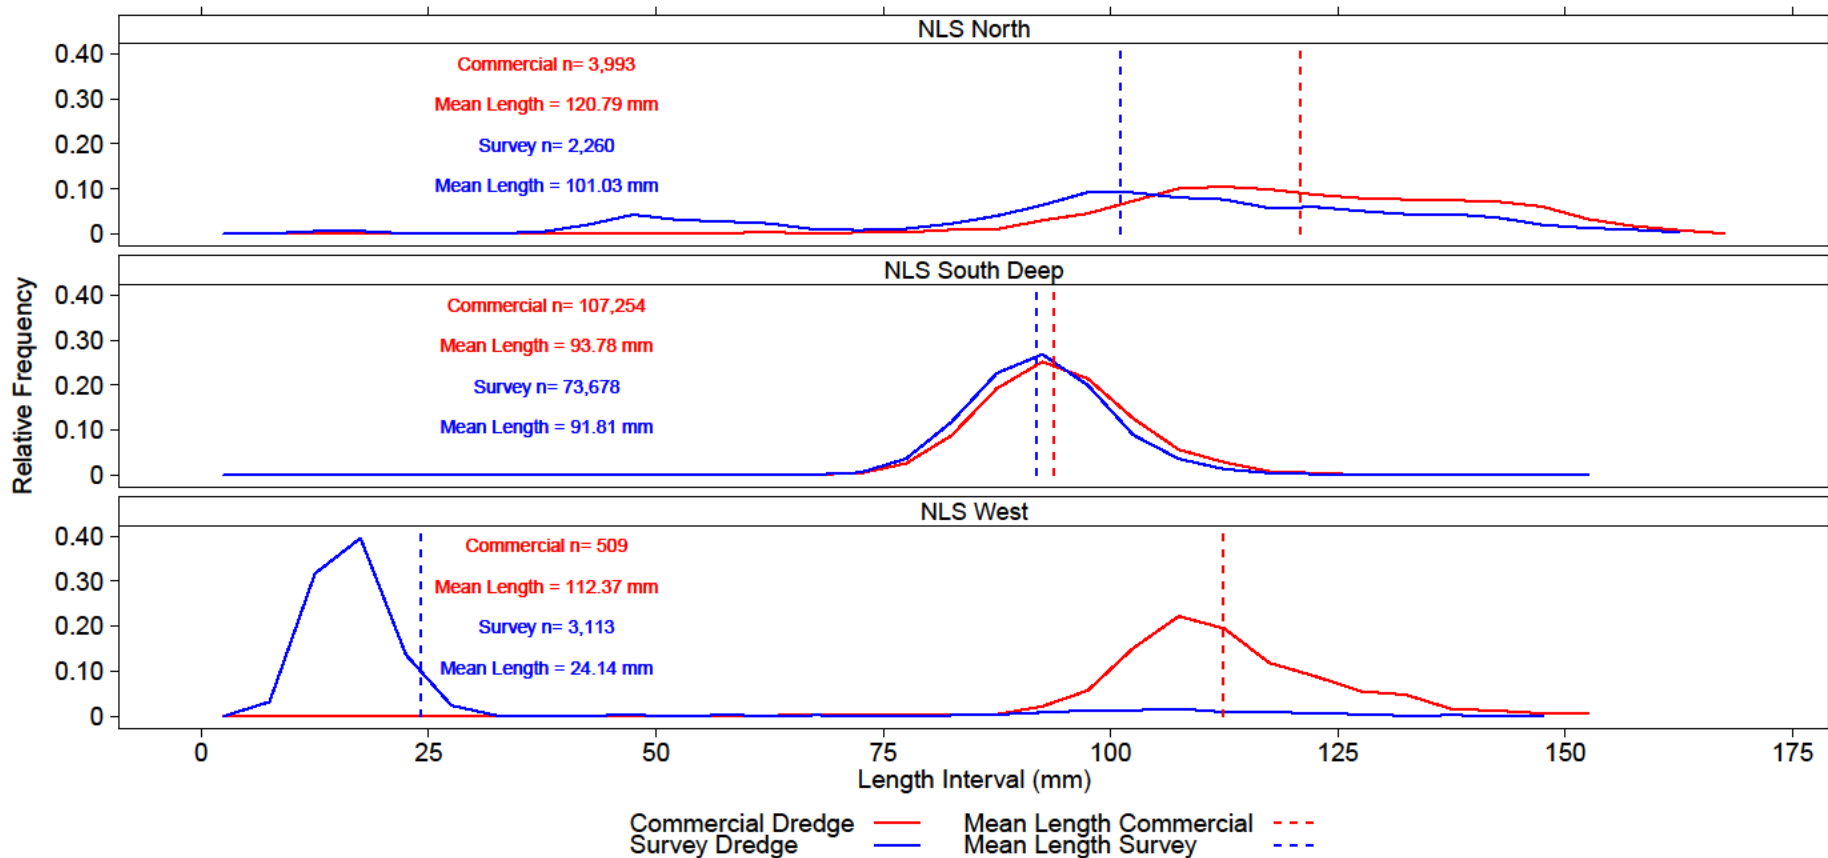 NLS North
0.40
0.30
0.20
0.10
0
Commercial n= 3,993
Mean Length = 120.79 mm
Survey n= 2,260
Mean Length = 101.03 mm
NLS South Deep
0.40
0.30
0.20
0.10
0
Commercial n= 107,254
Mean Length = 93.78 mm
Survey n= 73,678
Mean Length = 91.81 mm
NLS West
0.40
0.30
0.20
0.10
0
Commercial n= 509
Mean Length = 112.37 mm
Survey n= 3,113
Mean Length = 24.14 mm
Relative Frequency
0 25 50 75 100 125 150 175
Length Interval (mm)
Commercial Dredge Mean Length Commercial
Survey Dredge Mean Length Survey